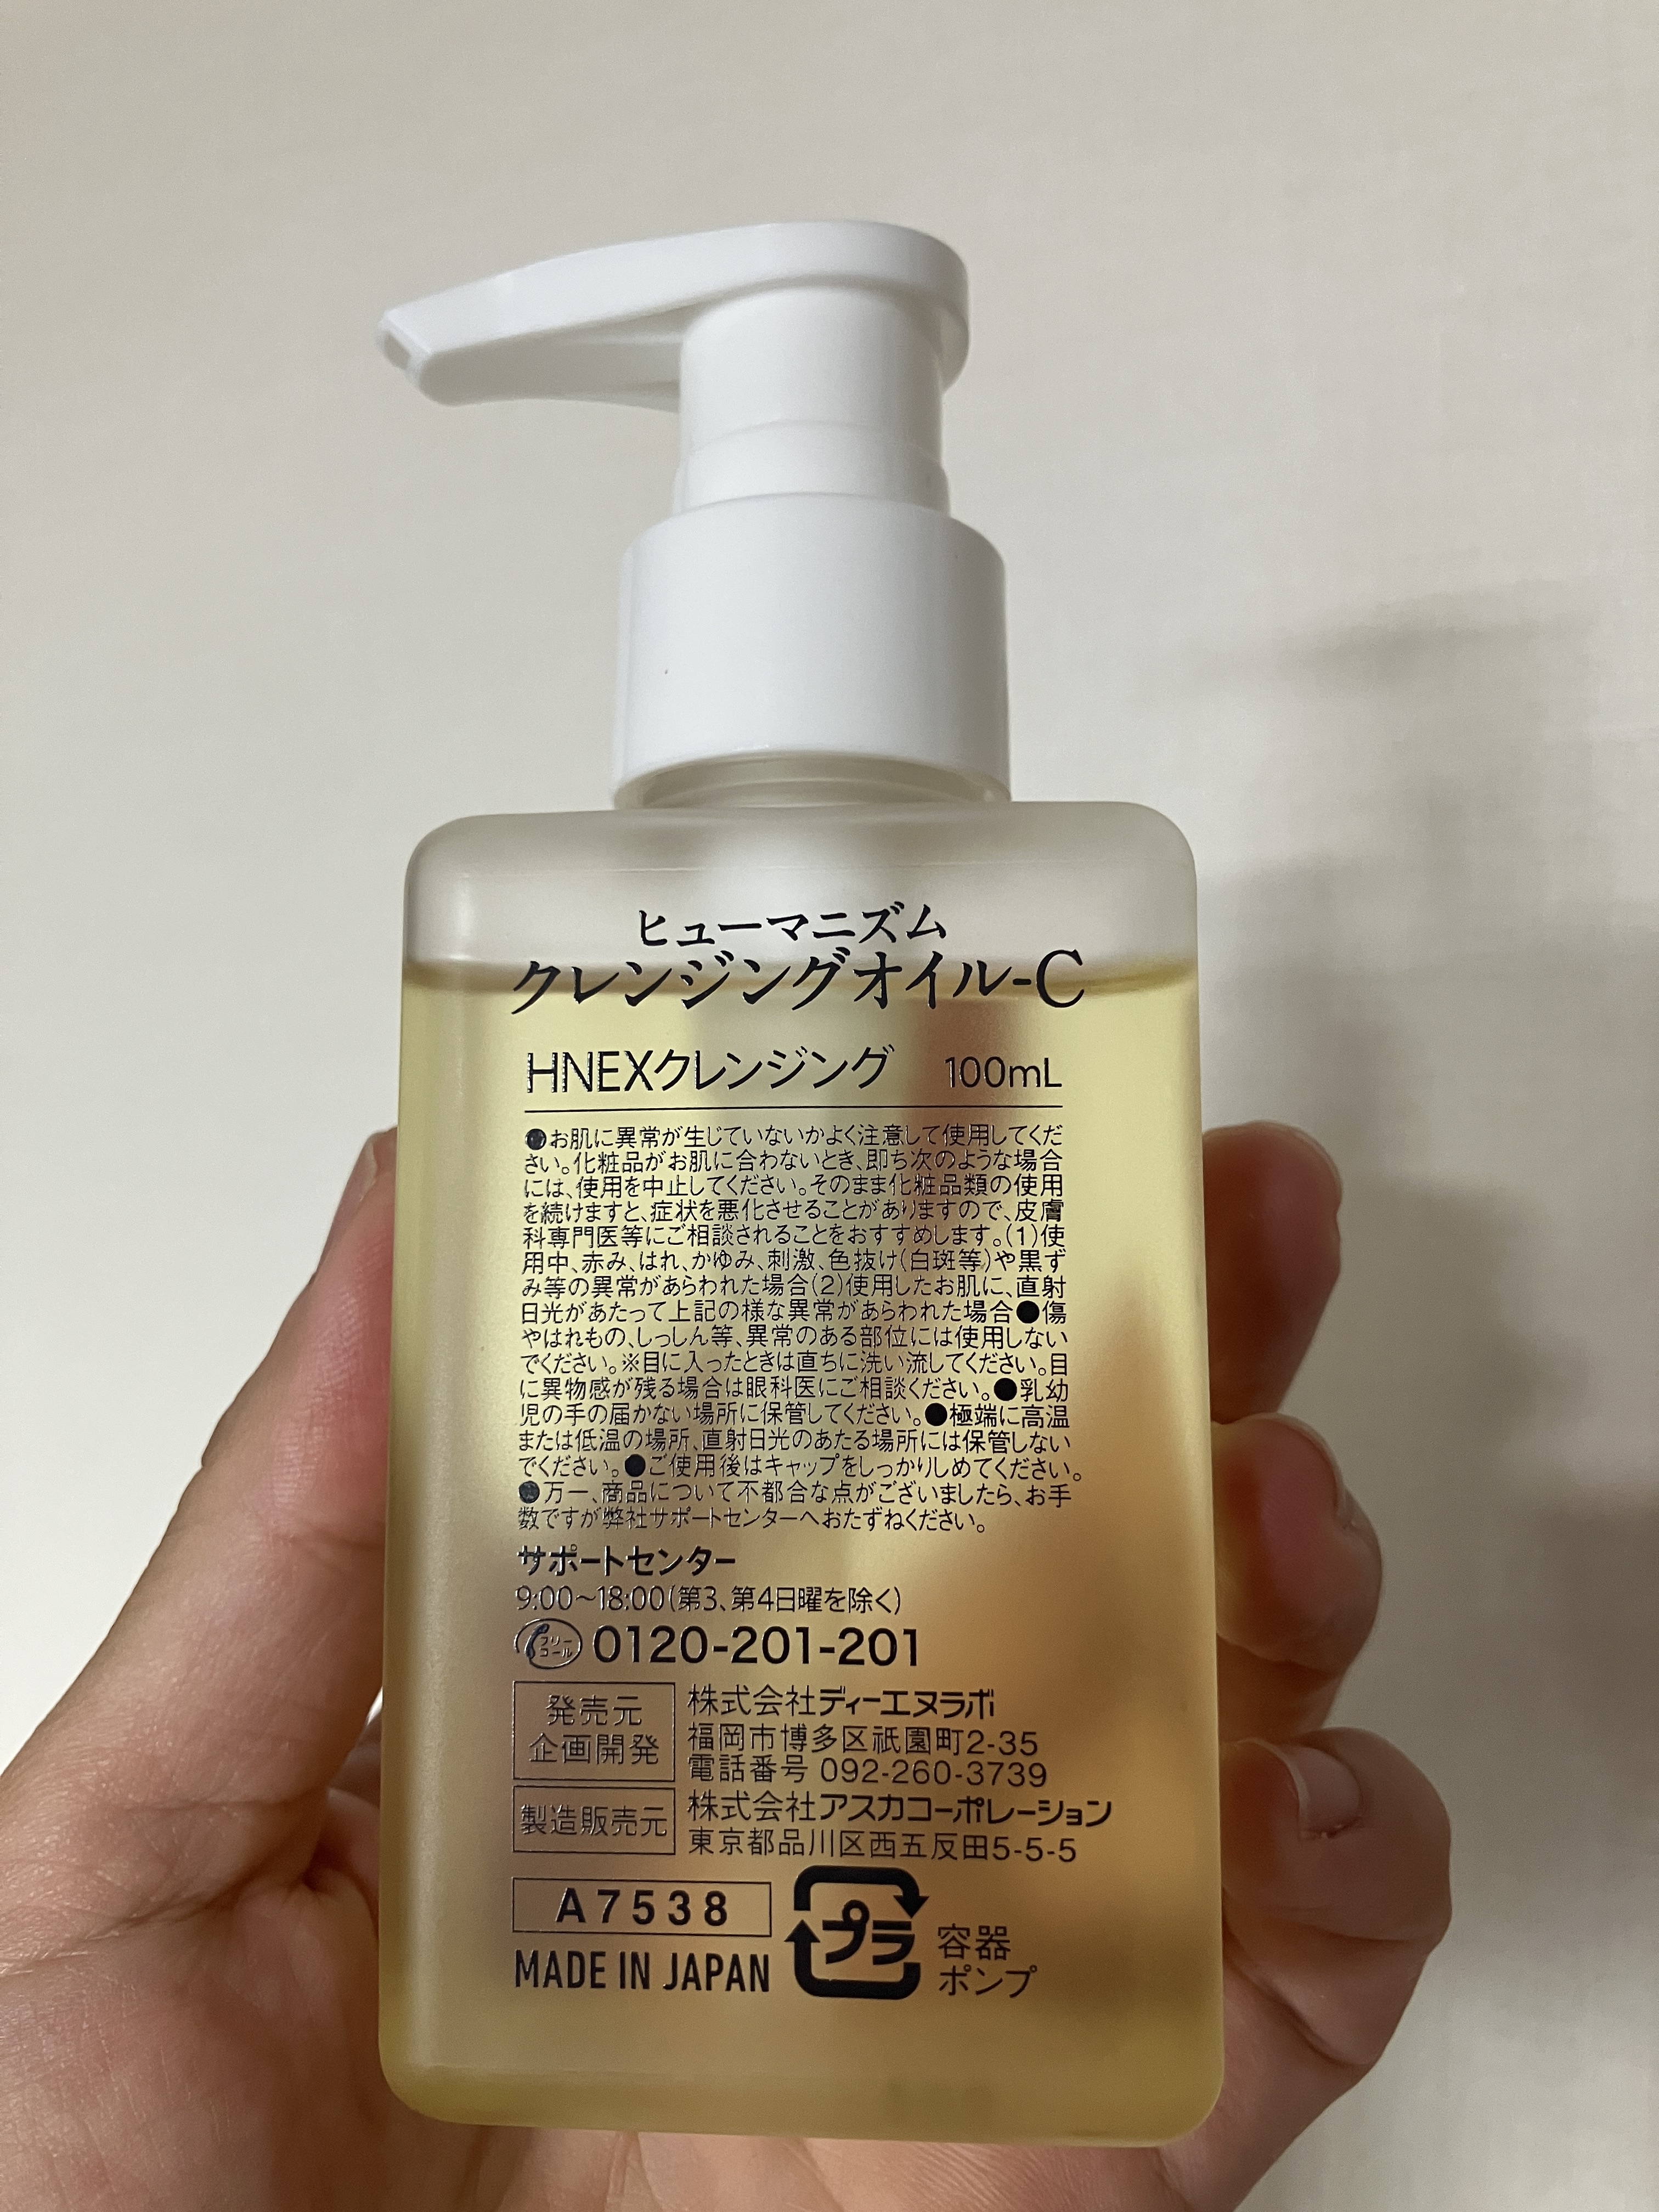 ヒューマニズム
クレンジングオイル-C
HNEXクレンジング 100mL
●お肌に異常が生じていないかよく注意して使用してくだ
さい。化粧品がお肌に合わないとき、即ち次のような場合
には、使用を中止してください。そのまま化粧品類の使用
を続けますと、症状を悪化させることがありますので、皮膚
科専門医等にご相談されることをおすすめします。(1)使
用中、赤み、はれ、かゆみ、刺激、色抜け(白斑等)や黒ず
み等の異常があらわれた場合(2)使用したお肌に、直射
日光があたって上記の様な異常があらわれた場合●傷
やはれもの、しっしん等、異常のある部位には使用しない
でください。※目に入ったときは直ちに洗い流してください。目
に異物感が残る場合は眼科医にご相談ください。●乳幼
児の手の届かない場所に保管してください。●極端に高温
または低温の場所、直射日光のあたる場所には保管しない
でください。●ご使用後はキャップをしっかりしめてください。
●万一、商品について不都合な点がございましたら、お手
数ですが弊社サポートセンターへおたずねください。
サポートセンター
9:00〜18:00(第3、第4日曜を除く)
フリーコール 0120-201-201
発売元
企画開発
株式会社ディーエヌラボ
福岡市博多区祇園町2-35
電話番号 092-260-3739
製造販売元
株式会社アスカコーポレーション
東京都品川区西五反田5-5-5
A7538
MADE IN JAPAN
プラ
容器
ポンプ